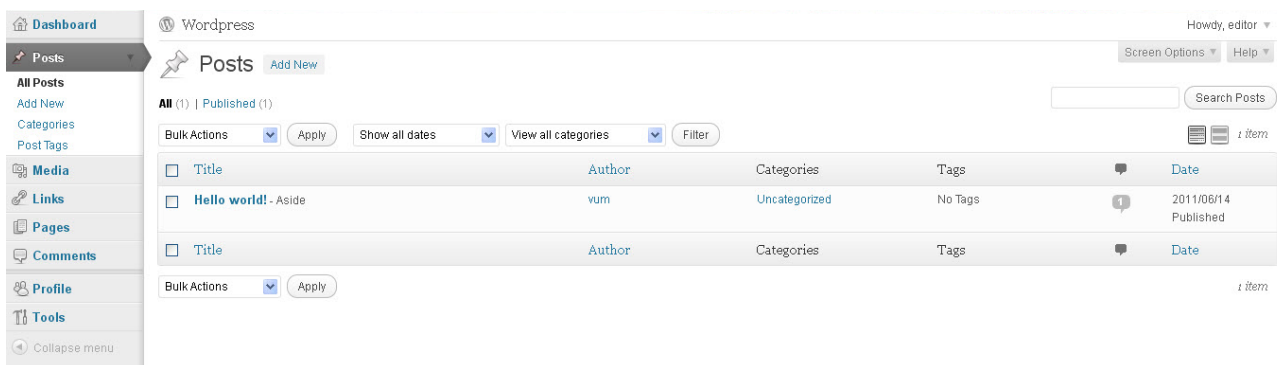 Dashboard
Posts
All Posts
Add New
Categories
Post Tags
Media
Links
Pages
Comments
Profile
Tools
Collapse menu
Wordpress Howdy, editor
Posts Add New Screen Options Help
All (1) | Published (1) Search Posts
Bulk Actions Apply Show all dates View all categories Filter 1 item
Title Author Categories Tags Date
Hello world! - Aside vum Uncategorized No Tags 1 2011/06/14
Published
Title Author Categories Tags Date
Bulk Actions Apply 1 item